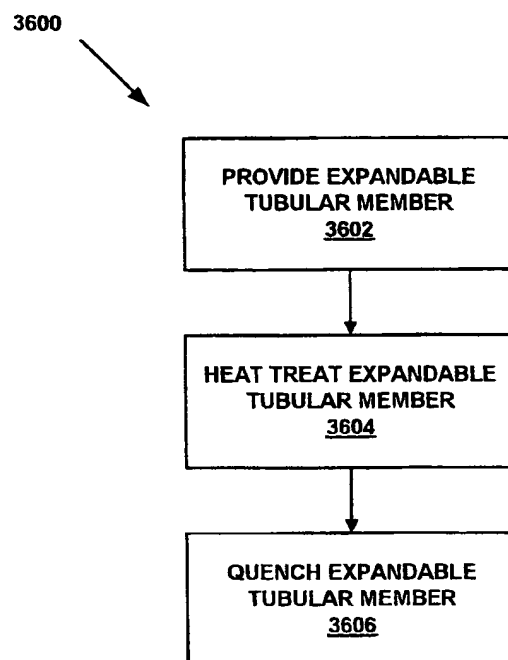 3600
PROVIDE EXPANDABLE
TUBULAR MEMBER
3602
HEAT TREAT EXPANDABLE
TUBULAR MEMBER
3604
QUENCH EXPANDABLE
TUBULAR MEMBER
3606